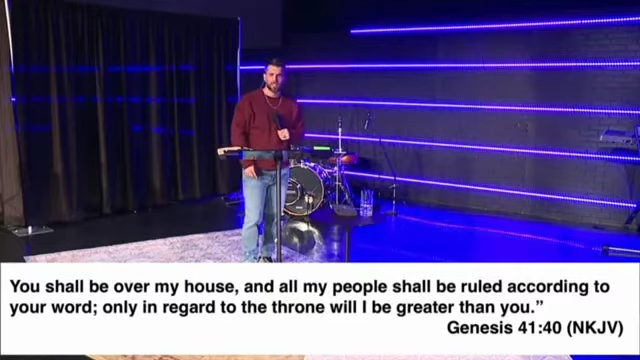 You shall be over my house, and all my people shall be ruled according to
your word; only in regard to the throne will I be greater than you.”
Genesis 41:40 (NKJV)